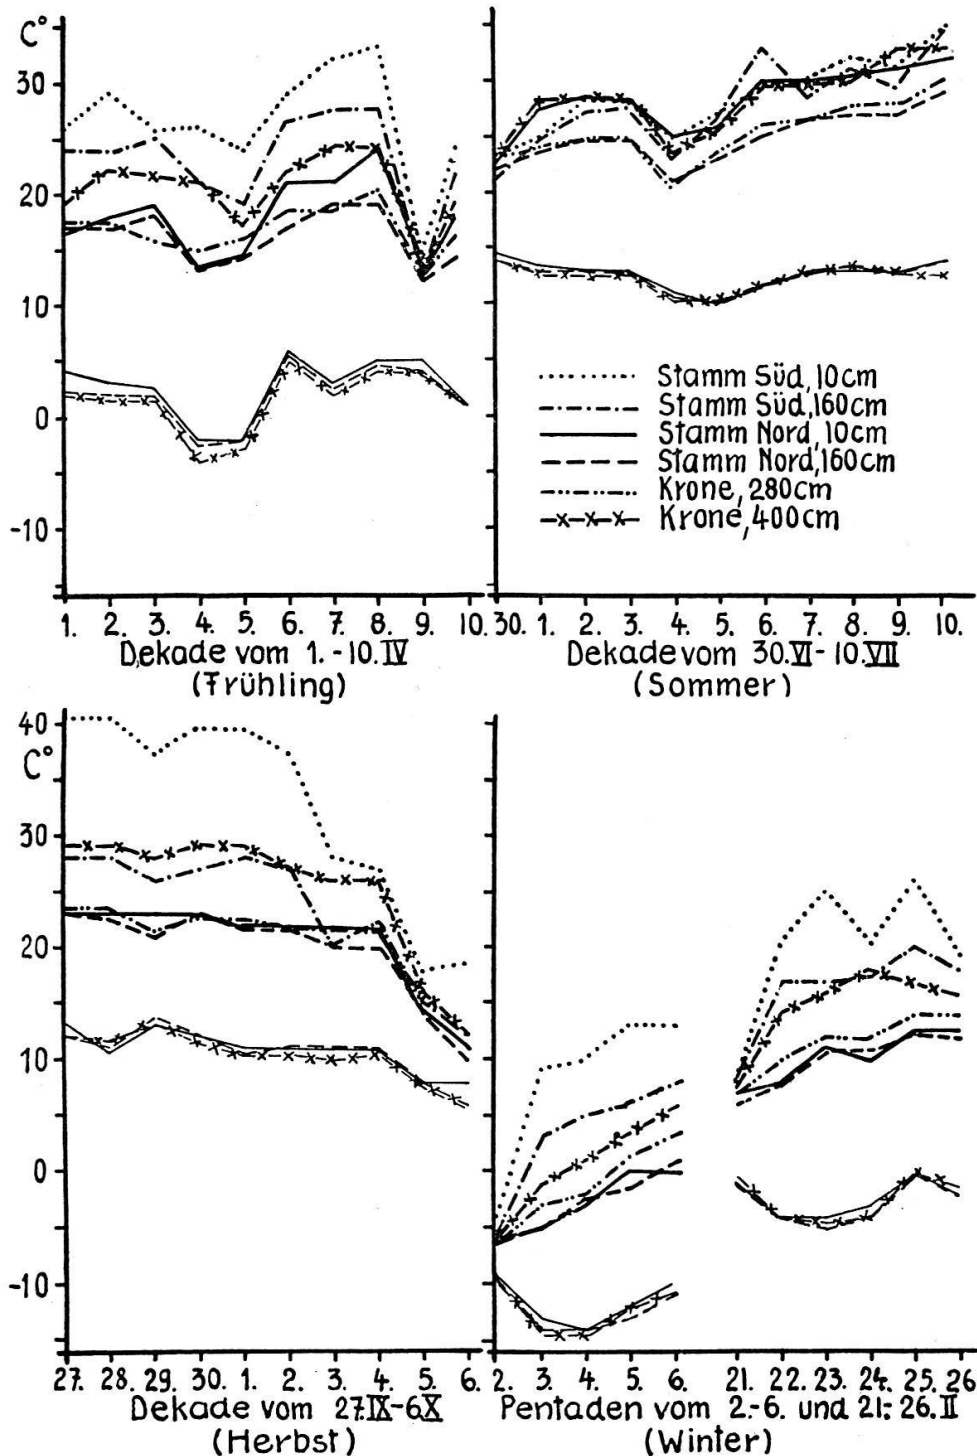 C°
30
20
10
0
-10
1. 2. 3. 4. 5. 6. 7. 8. 9. 10.
Dekade vom 1.-10.IV
(Frühling)
Stamm Süd, 10cm
Stamm Süd, 160cm
Stamm Nord, 10cm
Stamm Nord, 160cm
Krone, 280cm
Krone, 400cm
30. 1. 2. 3. 4. 5. 6. 7. 8. 9. 10.
Dekade vom 30.VI-10.VII
(Sommer)
40
C°
30
20
10
0
-10
27. 28. 29. 30. 1. 2. 3. 4. 5. 6.
Dekade vom 27.IX-6.X
(Herbst)
2. 3. 4. 5. 6. 21. 22. 23. 24. 25. 26.
Pentaden vom 2.-6. und 21.-26.II
(Winter)